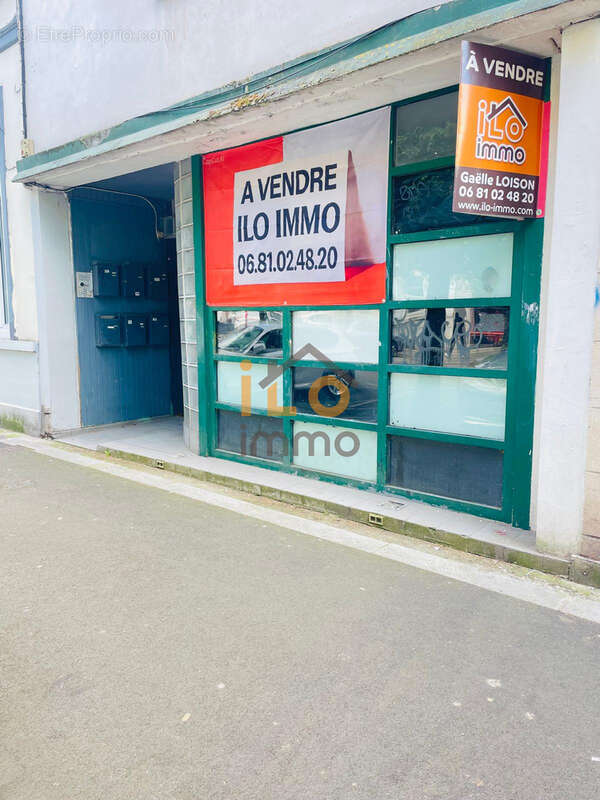 © EtreProprio.com
À VENDRE
iLO
immo
Gaëlle LOISON
06 81 02 48 20
www.ilo-immo.com
A VENDRE
ILO IMMO
06.81.02.48.20
iLO
immo